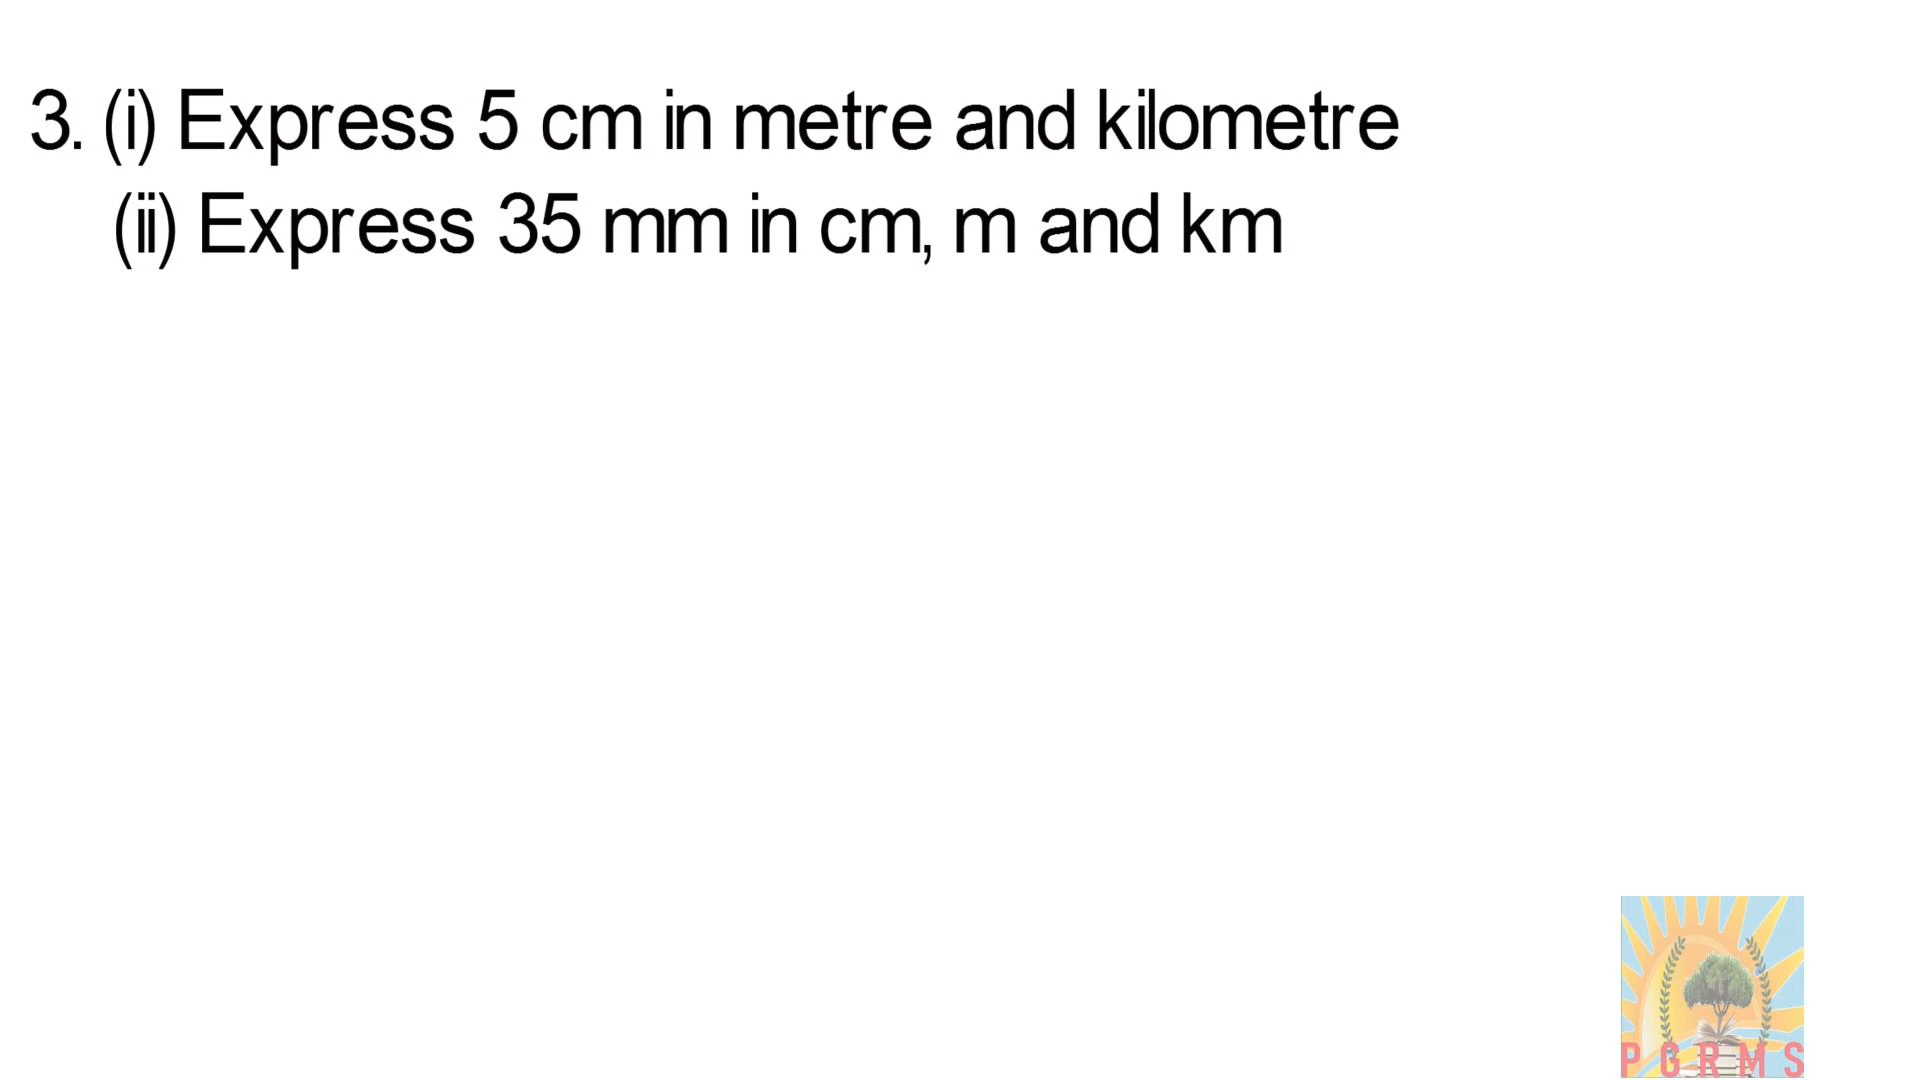 3. (i) Express 5 cm in metre and kilometre
(ii) Express 35 mm in cm, m and km
P G R M S